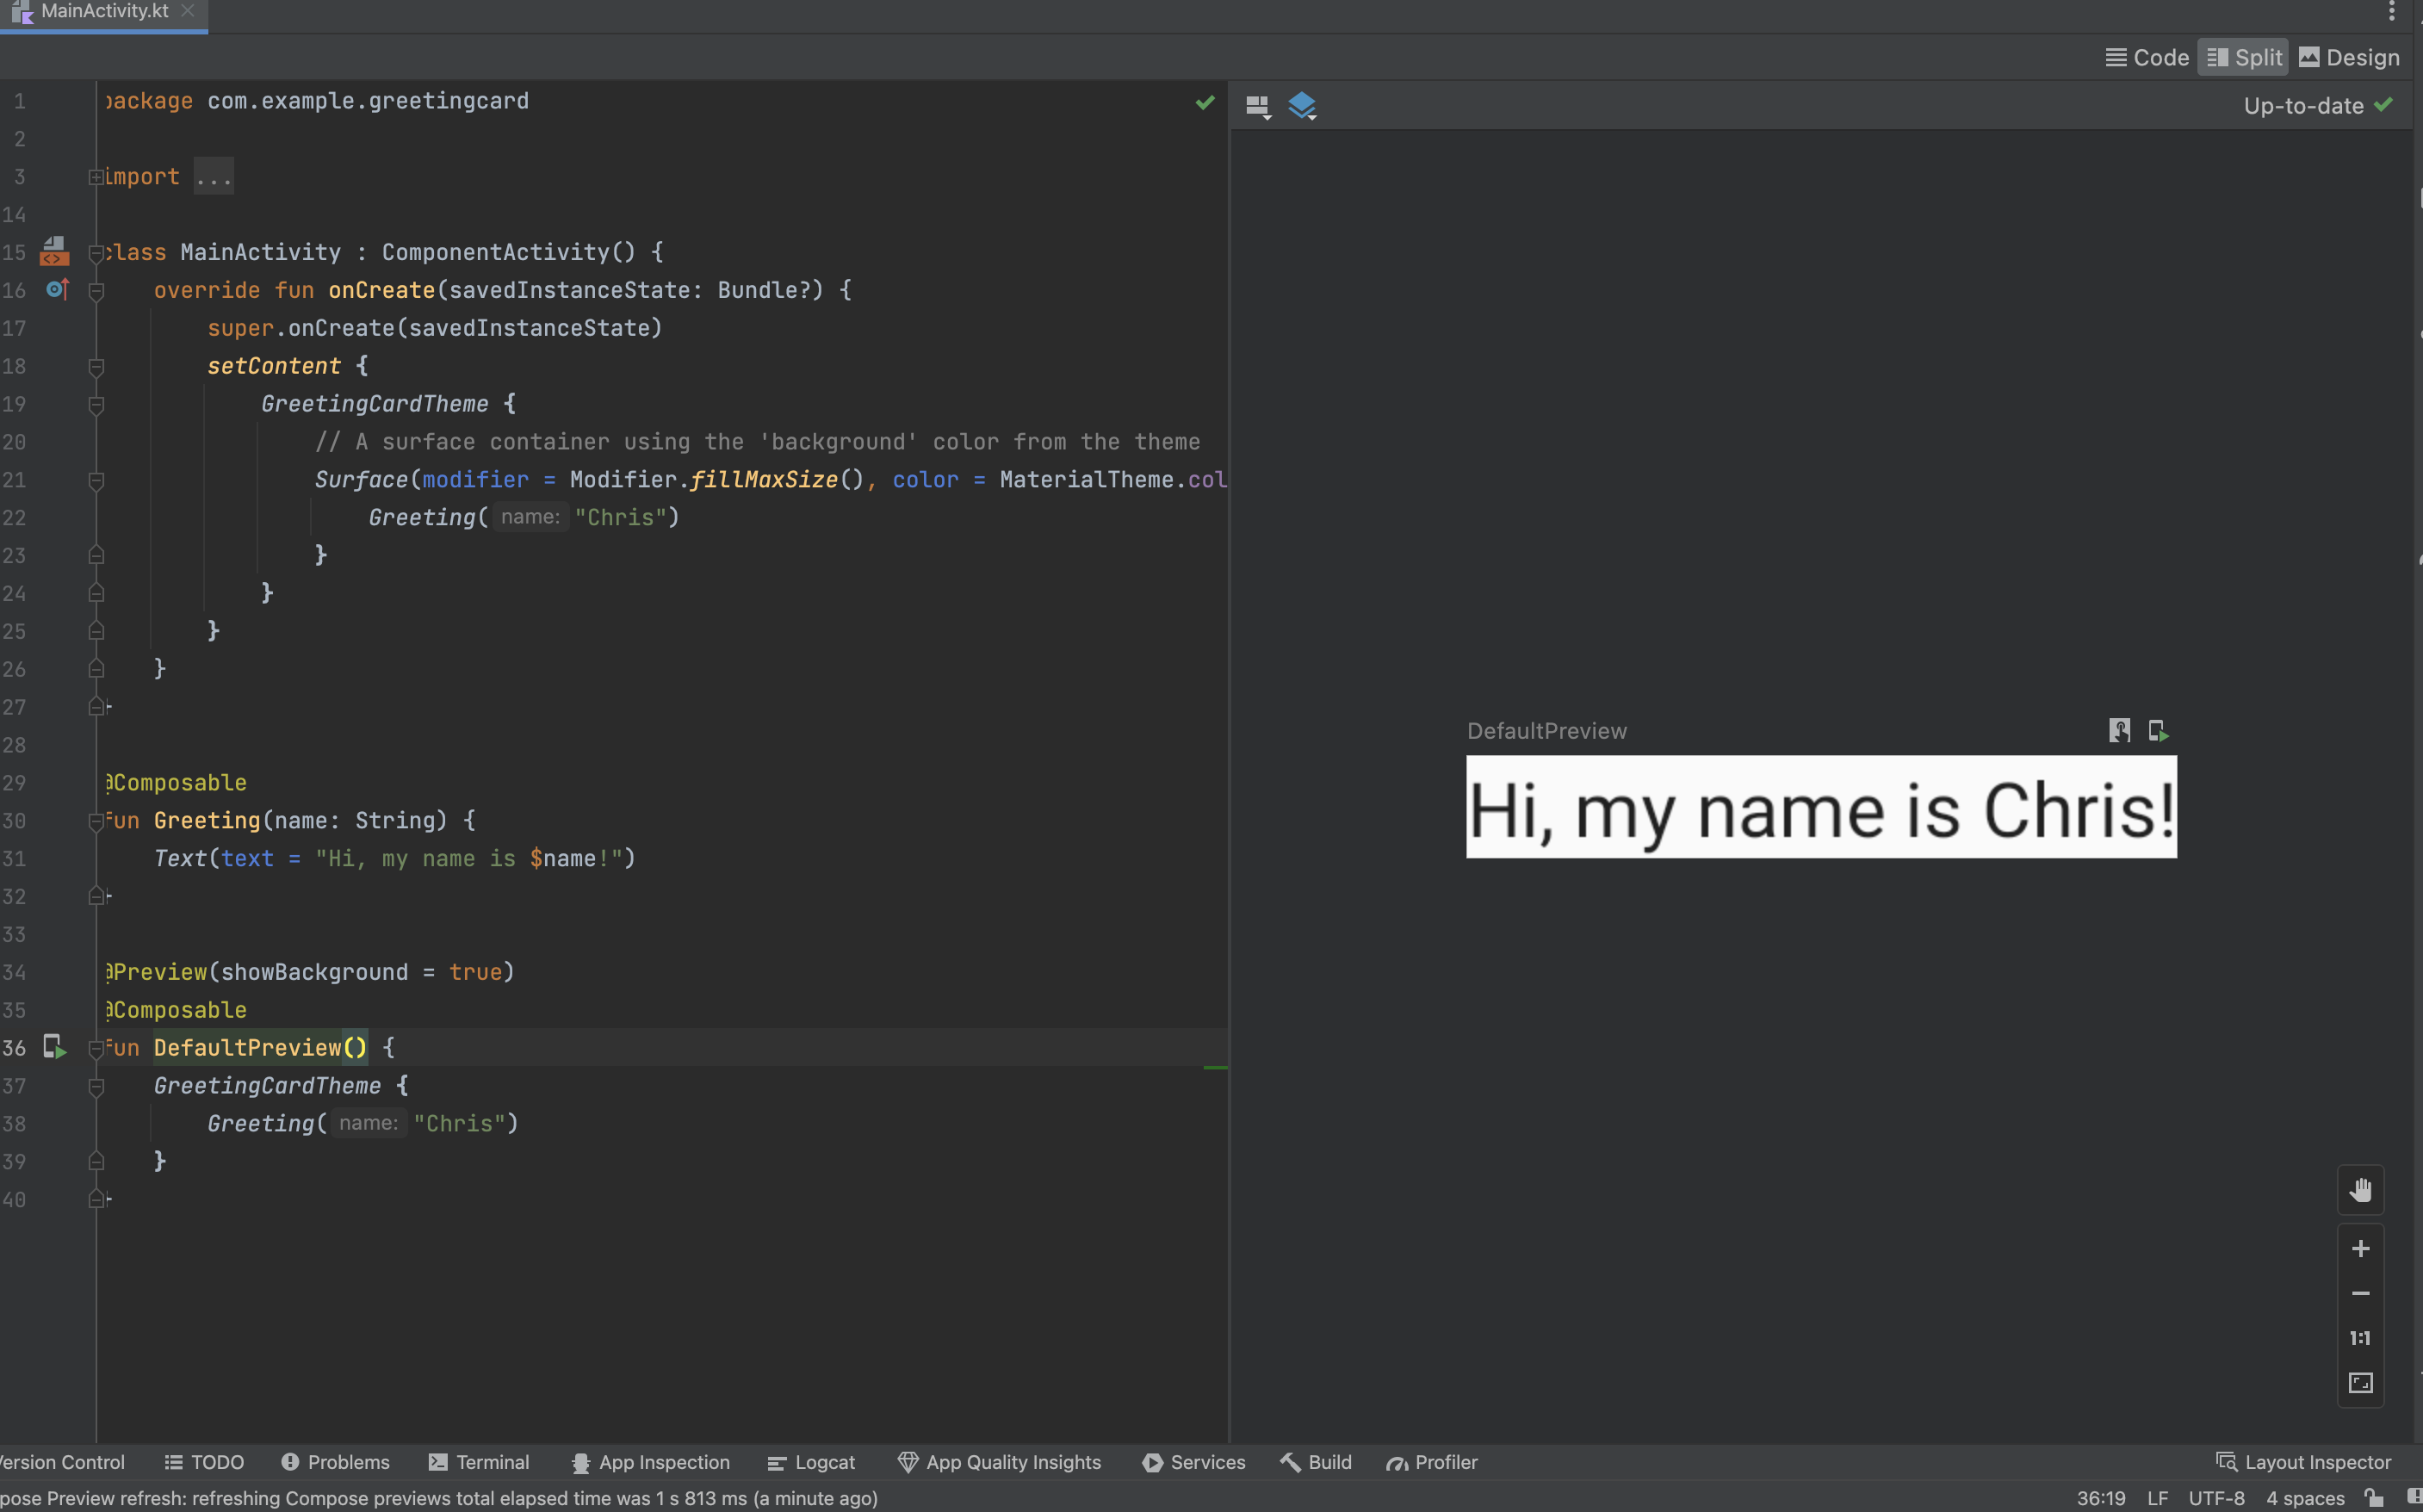 MainActivity.kt
Code Split Design
Up-to-date
1 package com.example.greetingcard
2
3 import ...
14
15 class MainActivity : ComponentActivity() {
16 override fun onCreate(savedInstanceState: Bundle?) {
17 super.onCreate(savedInstanceState)
18 setContent {
19 GreetingCardTheme {
20 // A surface container using the 'background' color from the theme
21 Surface(modifier = Modifier.fillMaxSize(), color = MaterialTheme.col
22 Greeting( name: "Chris")
23 }
24 }
25 }
26 }
27
28
29 @Composable
30 fun Greeting(name: String) {
31 Text(text = "Hi, my name is $name!")
32
33
34 @Preview(showBackground = true)
35 @Composable
36 fun DefaultPreview() {
37 GreetingCardTheme {
38 Greeting( name: "Chris")
39 }
40
DefaultPreview
Hi, my name is Chris!
1:1
ersion Control TODO Problems Terminal App Inspection Logcat App Quality Insights Services Build Profiler Layout Inspector
pose Preview refresh: refreshing Compose previews total elapsed time was 1 s 813 ms (a minute ago) 36:19 LF UTF-8 4 spaces